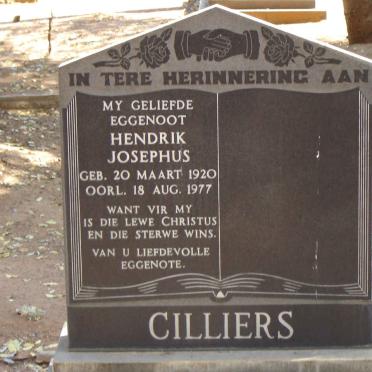 IN TERE HERINNERING AAN
MY GELIEFDE
EGGENOOT
HENDRIK
JOSEPHUS
GEB. 20 MAART 1920
OORL. 18 AUG. 1977
WANT VIR MY
IS DIE LEWE CHRISTUS
EN DIE STERWE WINS.
VAN U LIEFDEVOLLE
EGGENOTE.
CILLIERS